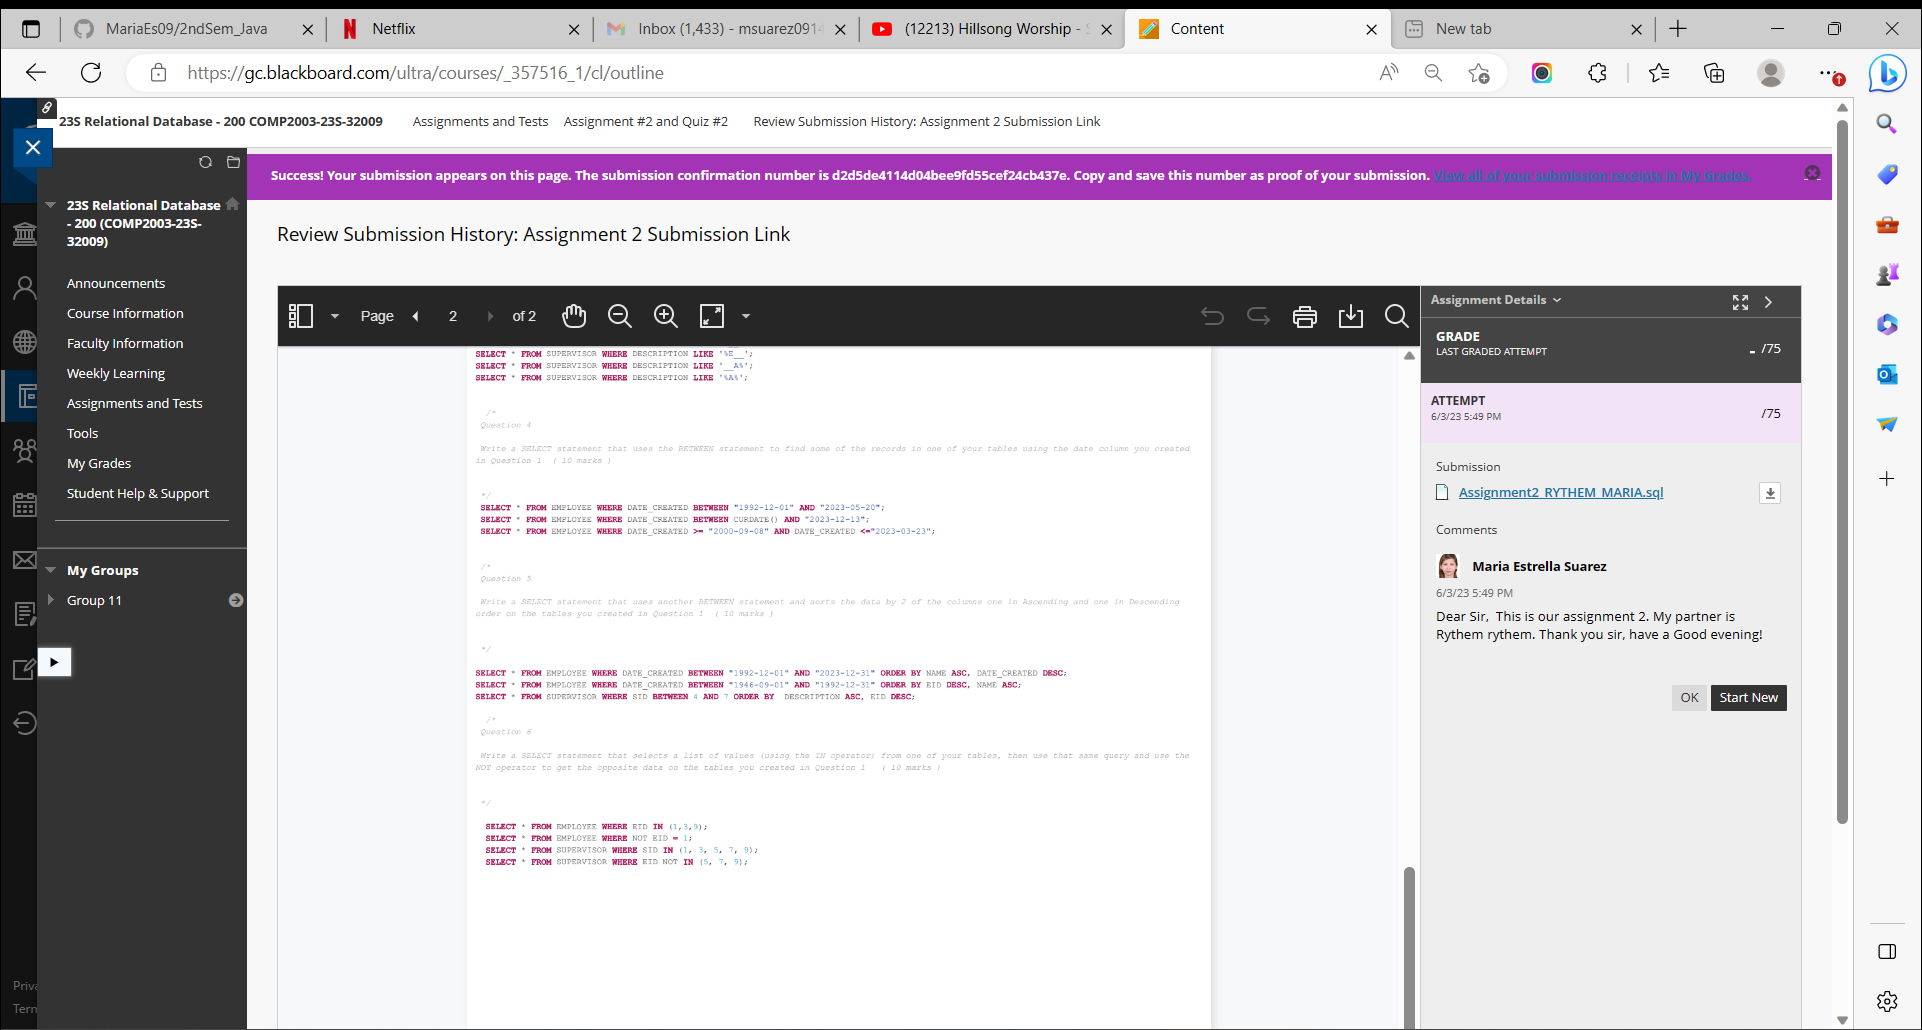 MariaEs09/2ndSem_Java
Netflix
Inbox (1,433) - msuarez0914
(12213) Hillsong Worship - S
Content
New tab
https://gc.blackboard.com/ultra/courses/_357516_1/cl/outline
23S Relational Database - 200 COMP2003-23S-32009
Assignments and Tests
Assignment #2 and Quiz #2
Review Submission History: Assignment 2 Submission Link
Success! Your submission appears on this page. The submission confirmation number is d2d5de4114d04bee9fd55cef24cb437e. Copy and save this number as proof of your submission. View all of your submission receipts in My Grades.
23S Relational Database
- 200 (COMP2003-23S-
32009)
Announcements
Course Information
Faculty Information
Weekly Learning
Assignments and Tests
Tools
My Grades
Student Help & Support
My Groups
Group 11
Priva
Term
Review Submission History: Assignment 2 Submission Link
Page 2 of 2
SELECT * FROM SUPERVISOR WHERE DESCRIPTION LIKE '%E__';
SELECT * FROM SUPERVISOR WHERE DESCRIPTION LIKE '__A%';
SELECT * FROM SUPERVISOR WHERE DESCRIPTION LIKE '%A%';
/*
Question 4
Write a SELECT statement that uses the BETWEEN statement to find some of the records in one of your tables using the date column you created
in Question 1 ( 10 marks )
*/
SELECT * FROM EMPLOYEE WHERE DATE_CREATED BETWEEN "1992-12-01" AND "2023-05-20";
SELECT * FROM EMPLOYEE WHERE DATE_CREATED BETWEEN CURDATE() AND "2023-12-13";
SELECT * FROM EMPLOYEE WHERE DATE_CREATED >= "2000-09-08" AND DATE_CREATED <="2023-03-23";
/*
Question 5
Write a SELECT statement that uses another BETWEEN statement and sorts the data by 2 of the columns one in Ascending and one in Descending
order on the tables you created in Question 1 ( 10 marks )
*/
SELECT * FROM EMPLOYEE WHERE DATE_CREATED BETWEEN "1992-12-01" AND "2023-12-31" ORDER BY NAME ASC, DATE_CREATED DESC;
SELECT * FROM EMPLOYEE WHERE DATE_CREATED BETWEEN "1946-09-01" AND "1992-12-31" ORDER BY EID DESC, NAME ASC;
SELECT * FROM SUPERVISOR WHERE SID BETWEEN 4 AND 7 ORDER BY DESCRIPTION ASC, EID DESC;
/*
Question 6
Write a SELECT statement that selects a list of values (using the IN operator) from one of your tables, then use that same query and use the
NOT operator to get the opposite data on the tables you created in Question 1 ( 10 marks )
*/
SELECT * FROM EMPLOYEE WHERE EID IN (1,3,9);
SELECT * FROM EMPLOYEE WHERE NOT EID = 1;
SELECT * FROM SUPERVISOR WHERE SID IN (1, 3, 5, 7, 9);
SELECT * FROM SUPERVISOR WHERE EID NOT IN (5, 7, 9);
Assignment Details
GRADE
LAST GRADED ATTEMPT
- /75
ATTEMPT
6/3/23 5:49 PM
/75
Submission
Assignment2_RYTHEM_MARIA.sql
Comments
Maria Estrella Suarez
6/3/23 5:49 PM
Dear Sir, This is our assignment 2. My partner is
Rythem rythem. Thank you sir, have a Good evening!
OK
Start New